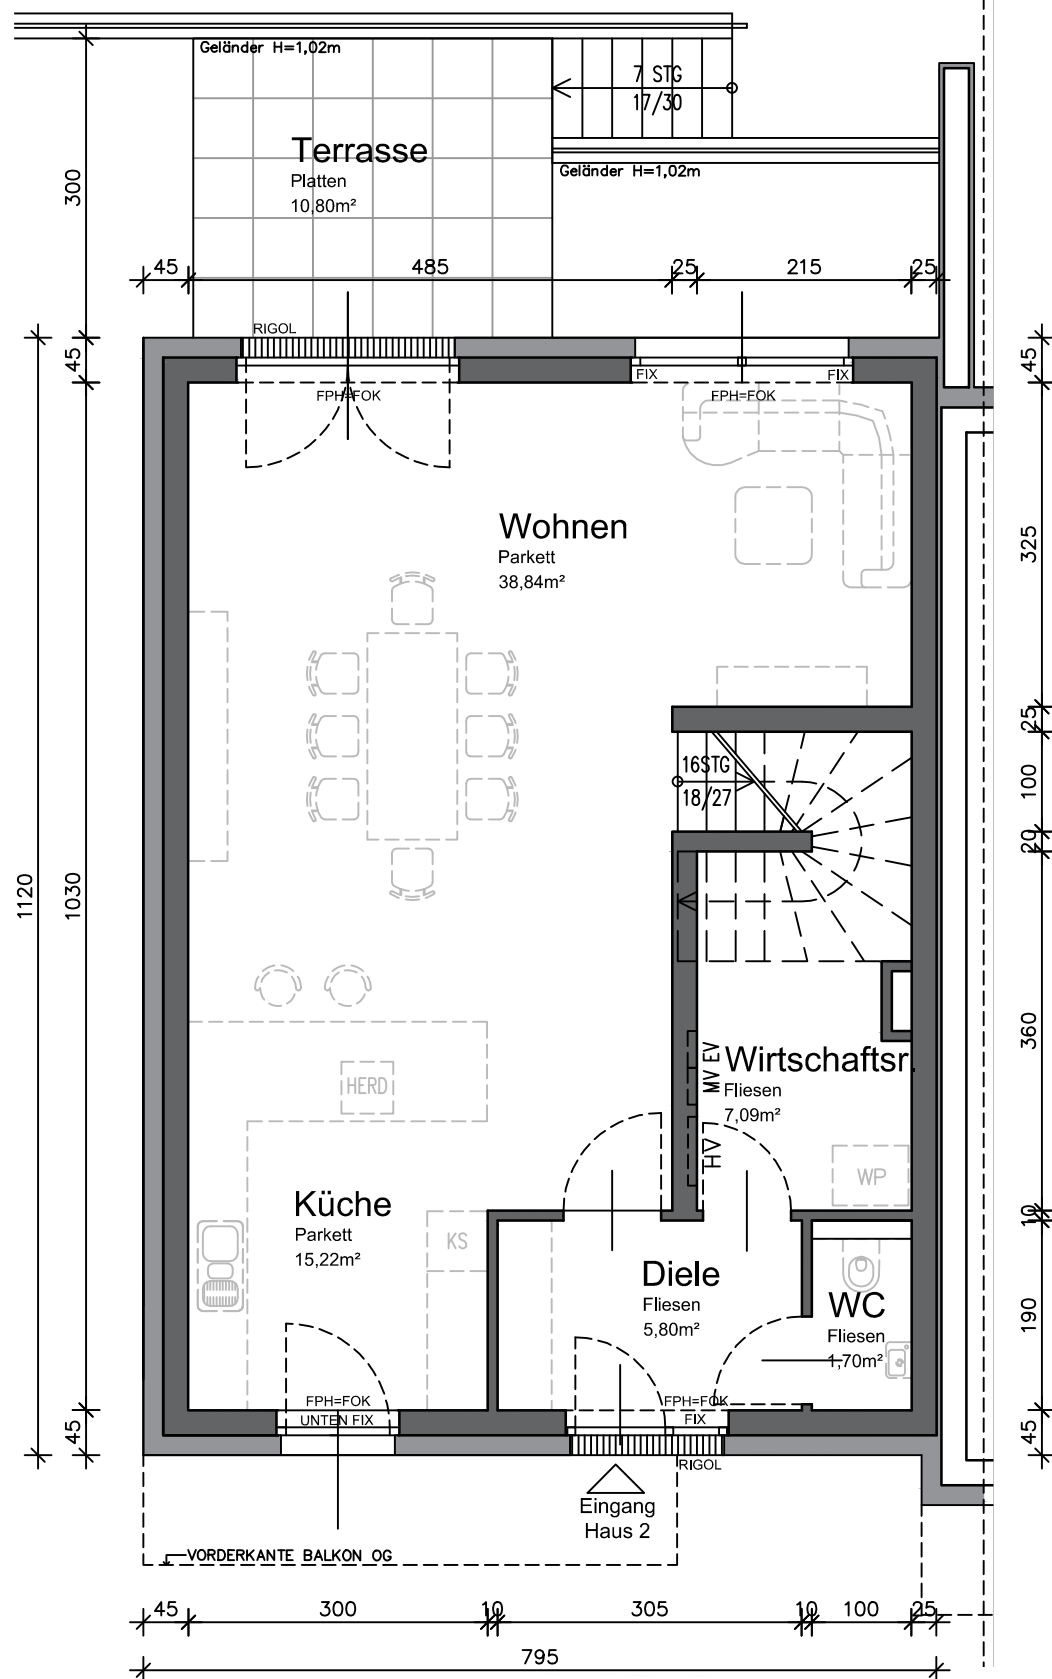 Geländer H=1,02m
7 STG
17/30
Terrasse
Platten
10,80m²
Geländer H=1,02m
300
45
485
25
215
25
RIGOL
45
FIX
FIX
45
FPH=FOK
FPH=FOK
Wohnen
Parkett
38,84m²
325
25
16STG
18/27
100
20
1120
1030
360
MV EV
Wirtschaftsr.
Fliesen
7,09m²
HERD
HV
WP
Küche
Parkett
15,22m²
KS
10
Diele
Fliesen
5,80m²
WC
Fliesen
1,70m²
190
FPH=FOK
UNTEN FIX
FPH=FOK
FIX
45
45
RIGOL
Eingang
Haus 2
VORDERKANTE BALKON OG
45
300
10
305
10
100
25
795